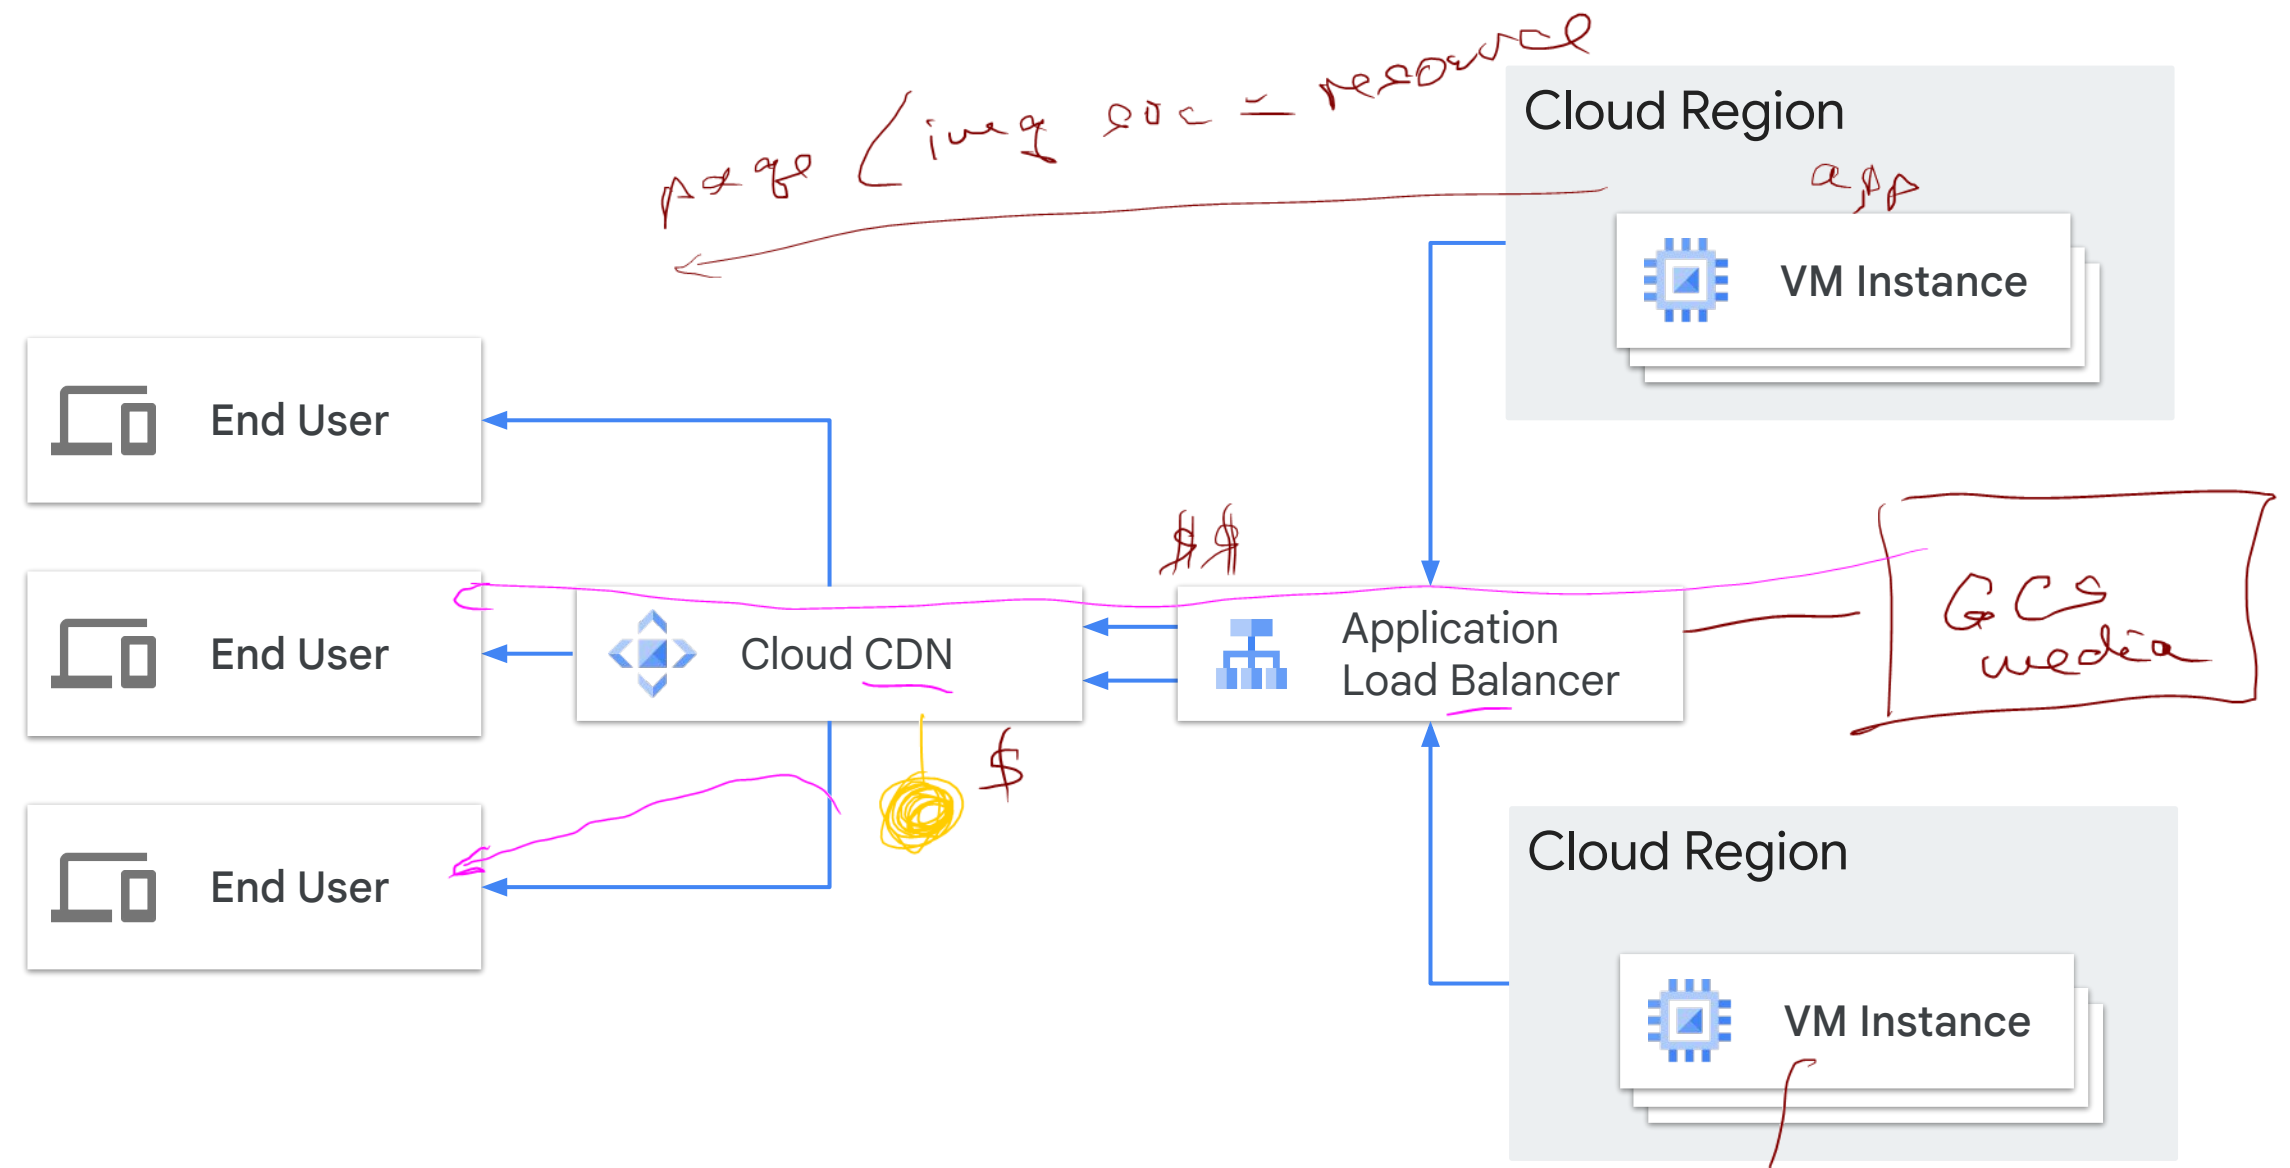 page (img src = resource
Cloud Region
app
VM Instance
End User
$$
End User
Cloud CDN
Application
Load Balancer
GCS
media
$
End User
Cloud Region
VM Instance